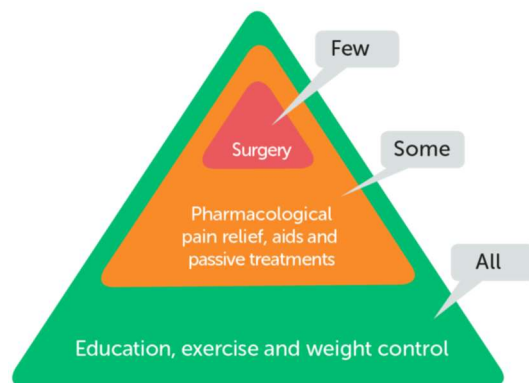 Few
Surgery
Some
Pharmacological
pain relief, aids and
passive treatments
All
Education, exercise and weight control